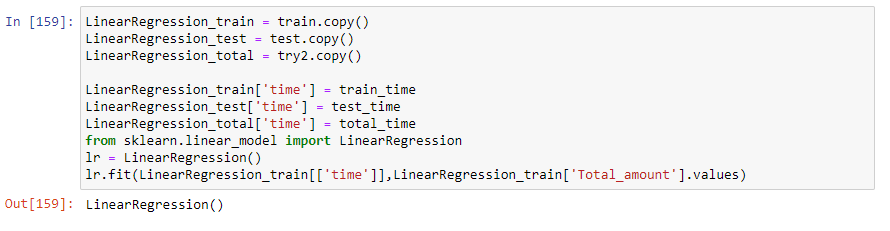 In [159]: LinearRegression_train = train.copy()
LinearRegression_test = test.copy()
LinearRegression_total = try2.copy()
LinearRegression_train['time'] = train_time
LinearRegression_test['time'] = test_time
LinearRegression_total['time'] = total_time
from sklearn.linear_model import LinearRegression
lr = LinearRegression()
lr.fit(LinearRegression_train[['time']],LinearRegression_train['Total_amount'].values)
Out[159]: LinearRegression()